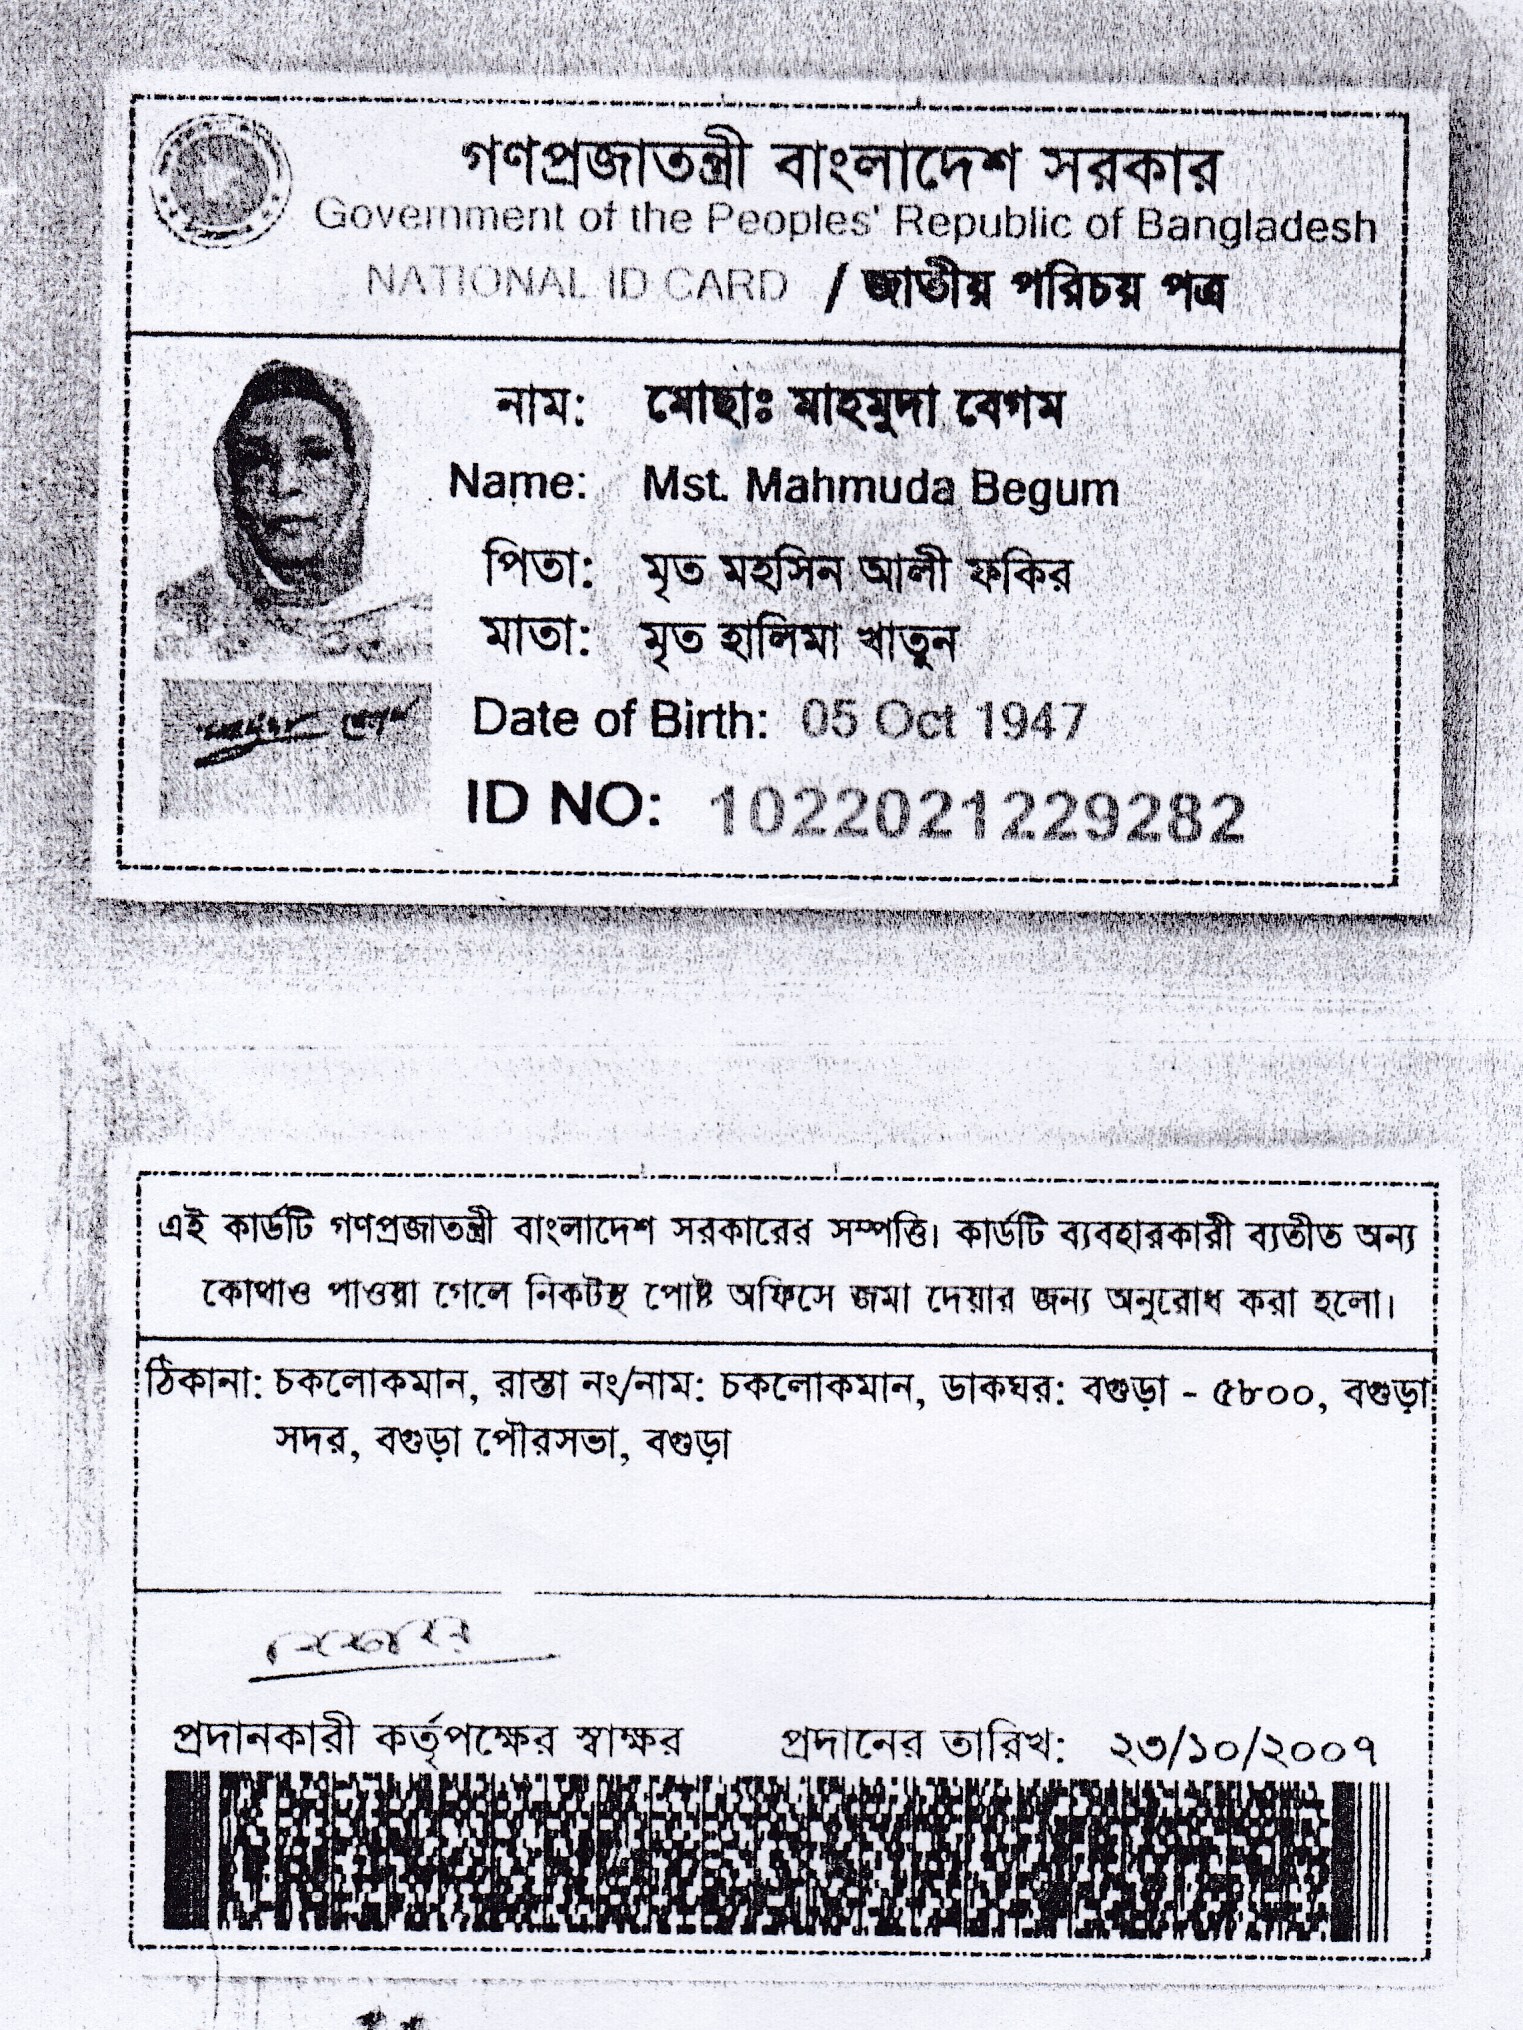 গণপ্রজাতন্ত্রী বাংলাদেশ সরকার
Government of the Peoples' Republic of Bangladesh
NATIONAL ID CARD / জাতীয় পরিচয় পত্র
নাম: মোছাঃ মাহমুদা বেগম
Name: Mst. Mahmuda Begum
পিতা: মৃত মহসিন আলী ফকির
মাতা: মৃত হালিমা খাতুন
Date of Birth: 05 Oct 1947
ID NO: 1022021229282
এই কার্ডটি গণপ্রজাতন্ত্রী বাংলাদেশ সরকারের সম্পত্তি। কার্ডটি ব্যবহারকারী ব্যতীত অন্য
কোথাও পাওয়া গেলে নিকটস্থ পোষ্ট অফিসে জমা দেয়ার জন্য অনুরোধ করা হলো।
ঠিকানা: চকলোকমান, রাস্তা নং/নাম: চকলোকমান, ডাকঘর: বগুড়া - ৫৮০০, বগুড়া
সদর, বগুড়া পৌরসভা, বগুড়া
প্রদানকারী কর্তৃপক্ষের স্বাক্ষর প্রদানের তারিখ: ২৩/১০/২০০৭